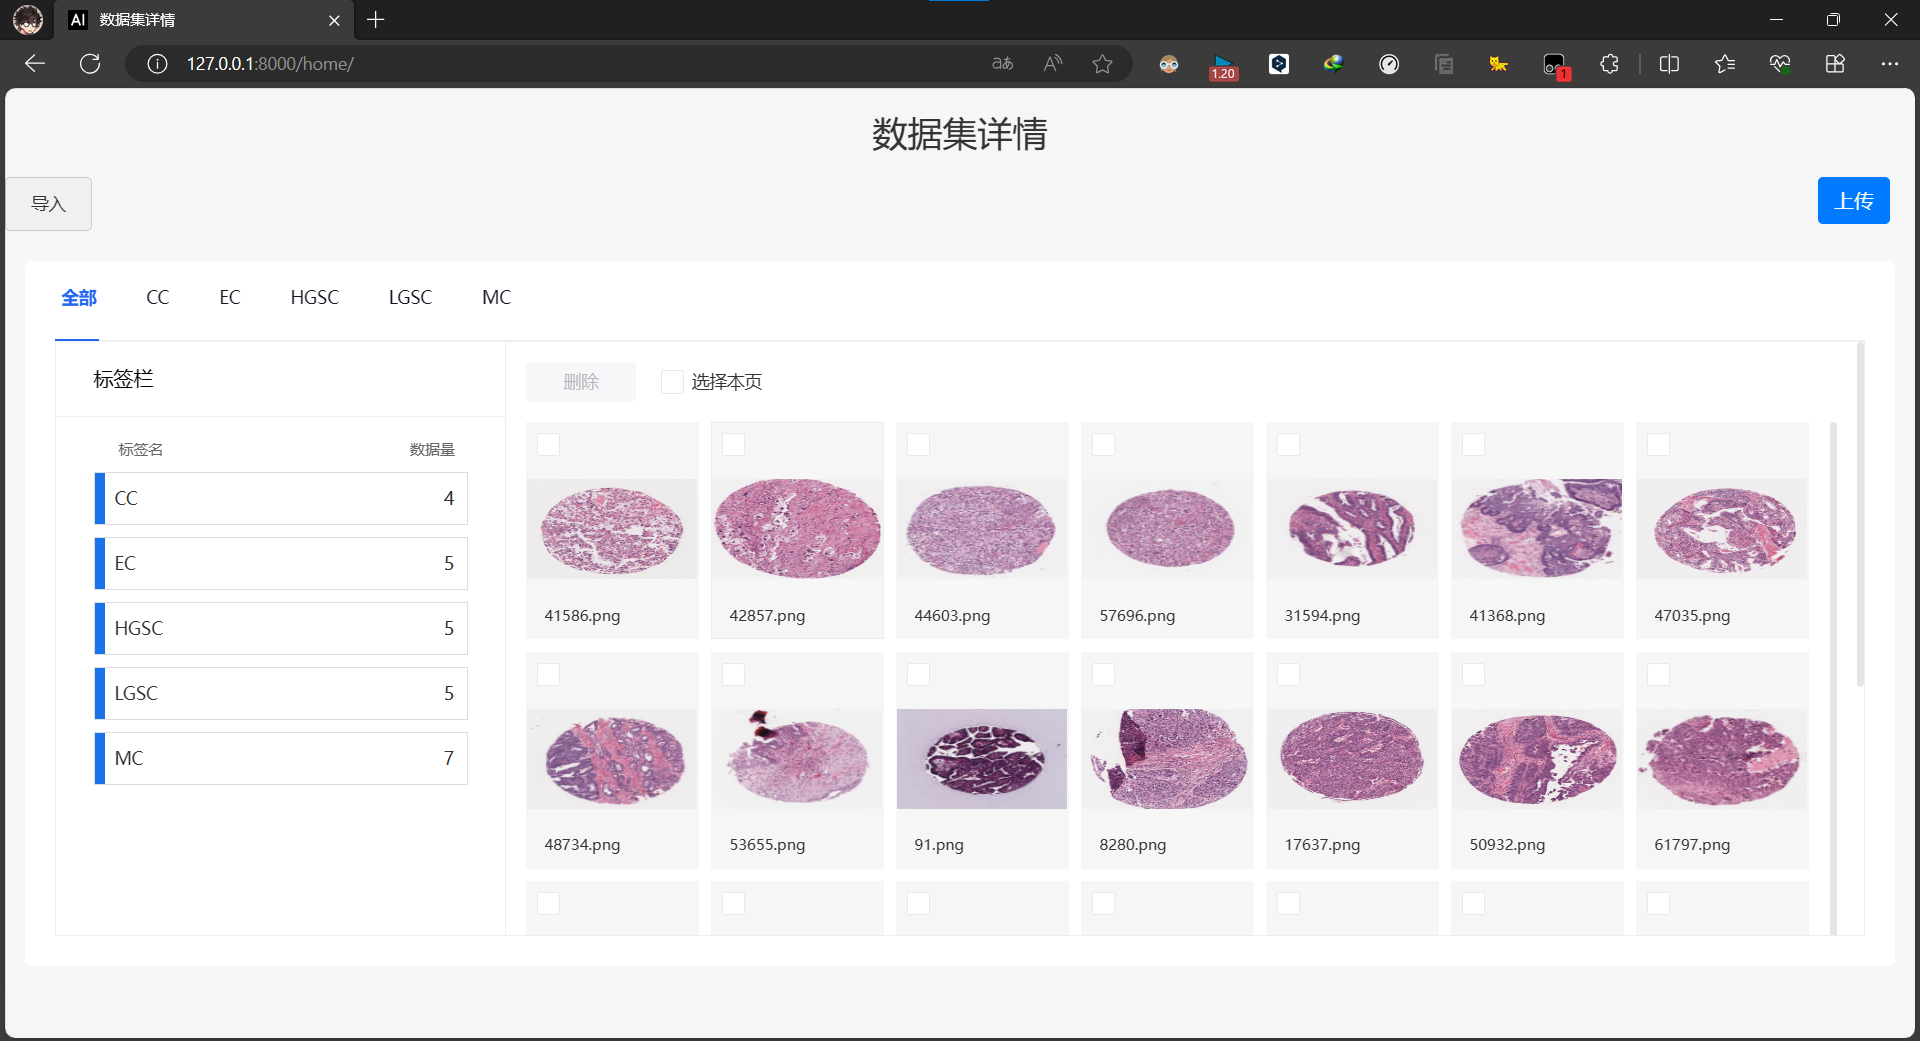 AI 数据集详情
127.0.0.1:8000/home/
aあ
A
1.20
1
数据集详情
导入
上传
全部 CC EC HGSC LGSC MC
标签栏
删除 选择本页
标签名 数据量
CC 4
EC 5
HGSC 5
LGSC 5
MC 7
41586.png 42857.png 44603.png 57696.png 31594.png 41368.png 47035.png
48734.png 53655.png 91.png 8280.png 17637.png 50932.png 61797.png